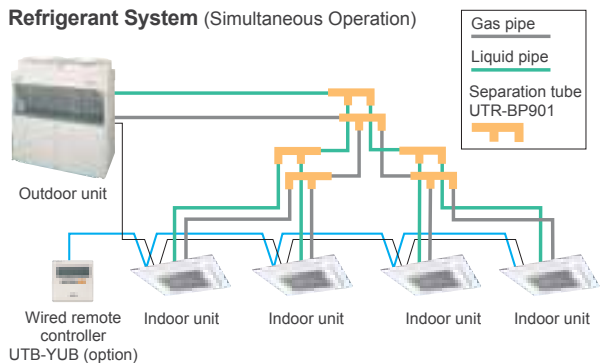 Refrigerant System (Simultaneous Operation)
Gas pipe
Liquid pipe
Separation tube
UTR-BP901
Outdoor unit
Wired remote
controller
UTB-YUB (option)
Indoor unit
Indoor unit
Indoor unit
Indoor unit